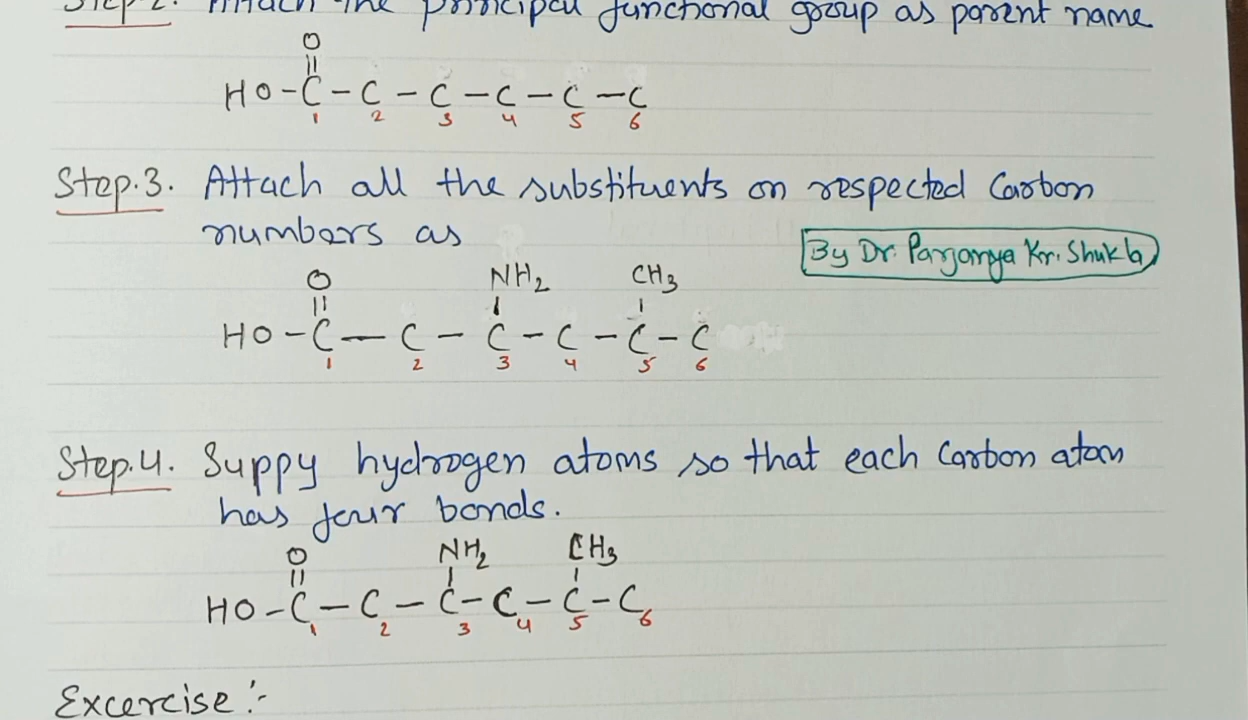 Step 2. Attach the principal functional group as parent name
O
||
HO-C-C-C-C-C-C
1 2 3 4 5 6
Step.3. Attach all the substituents on respected Carbon
numbers as
By Dr. Parjanya Kr. Shukla
O NH2 CH3
|| | |
HO-C-C-C-C-C-C
1 2 3 4 5 6
Step.4. Suppy hydrogen atoms so that each Carbon atom
has four bonds.
O NH2 CH3
|| | |
HO-C-C-C-C-C-C
1 2 3 4 5 6
Excercise :-